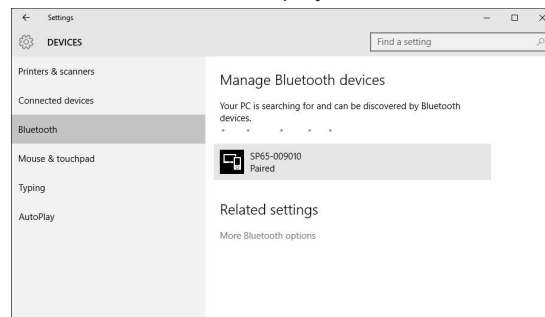 Settings
DEVICES
Find a setting
Printers & scanners
Connected devices
Bluetooth
Mouse & touchpad
Typing
AutoPlay
Manage Bluetooth devices
Your PC is searching for and can be discovered by Bluetooth
devices.
SP65-009010
Paired
Related settings
More Bluetooth options